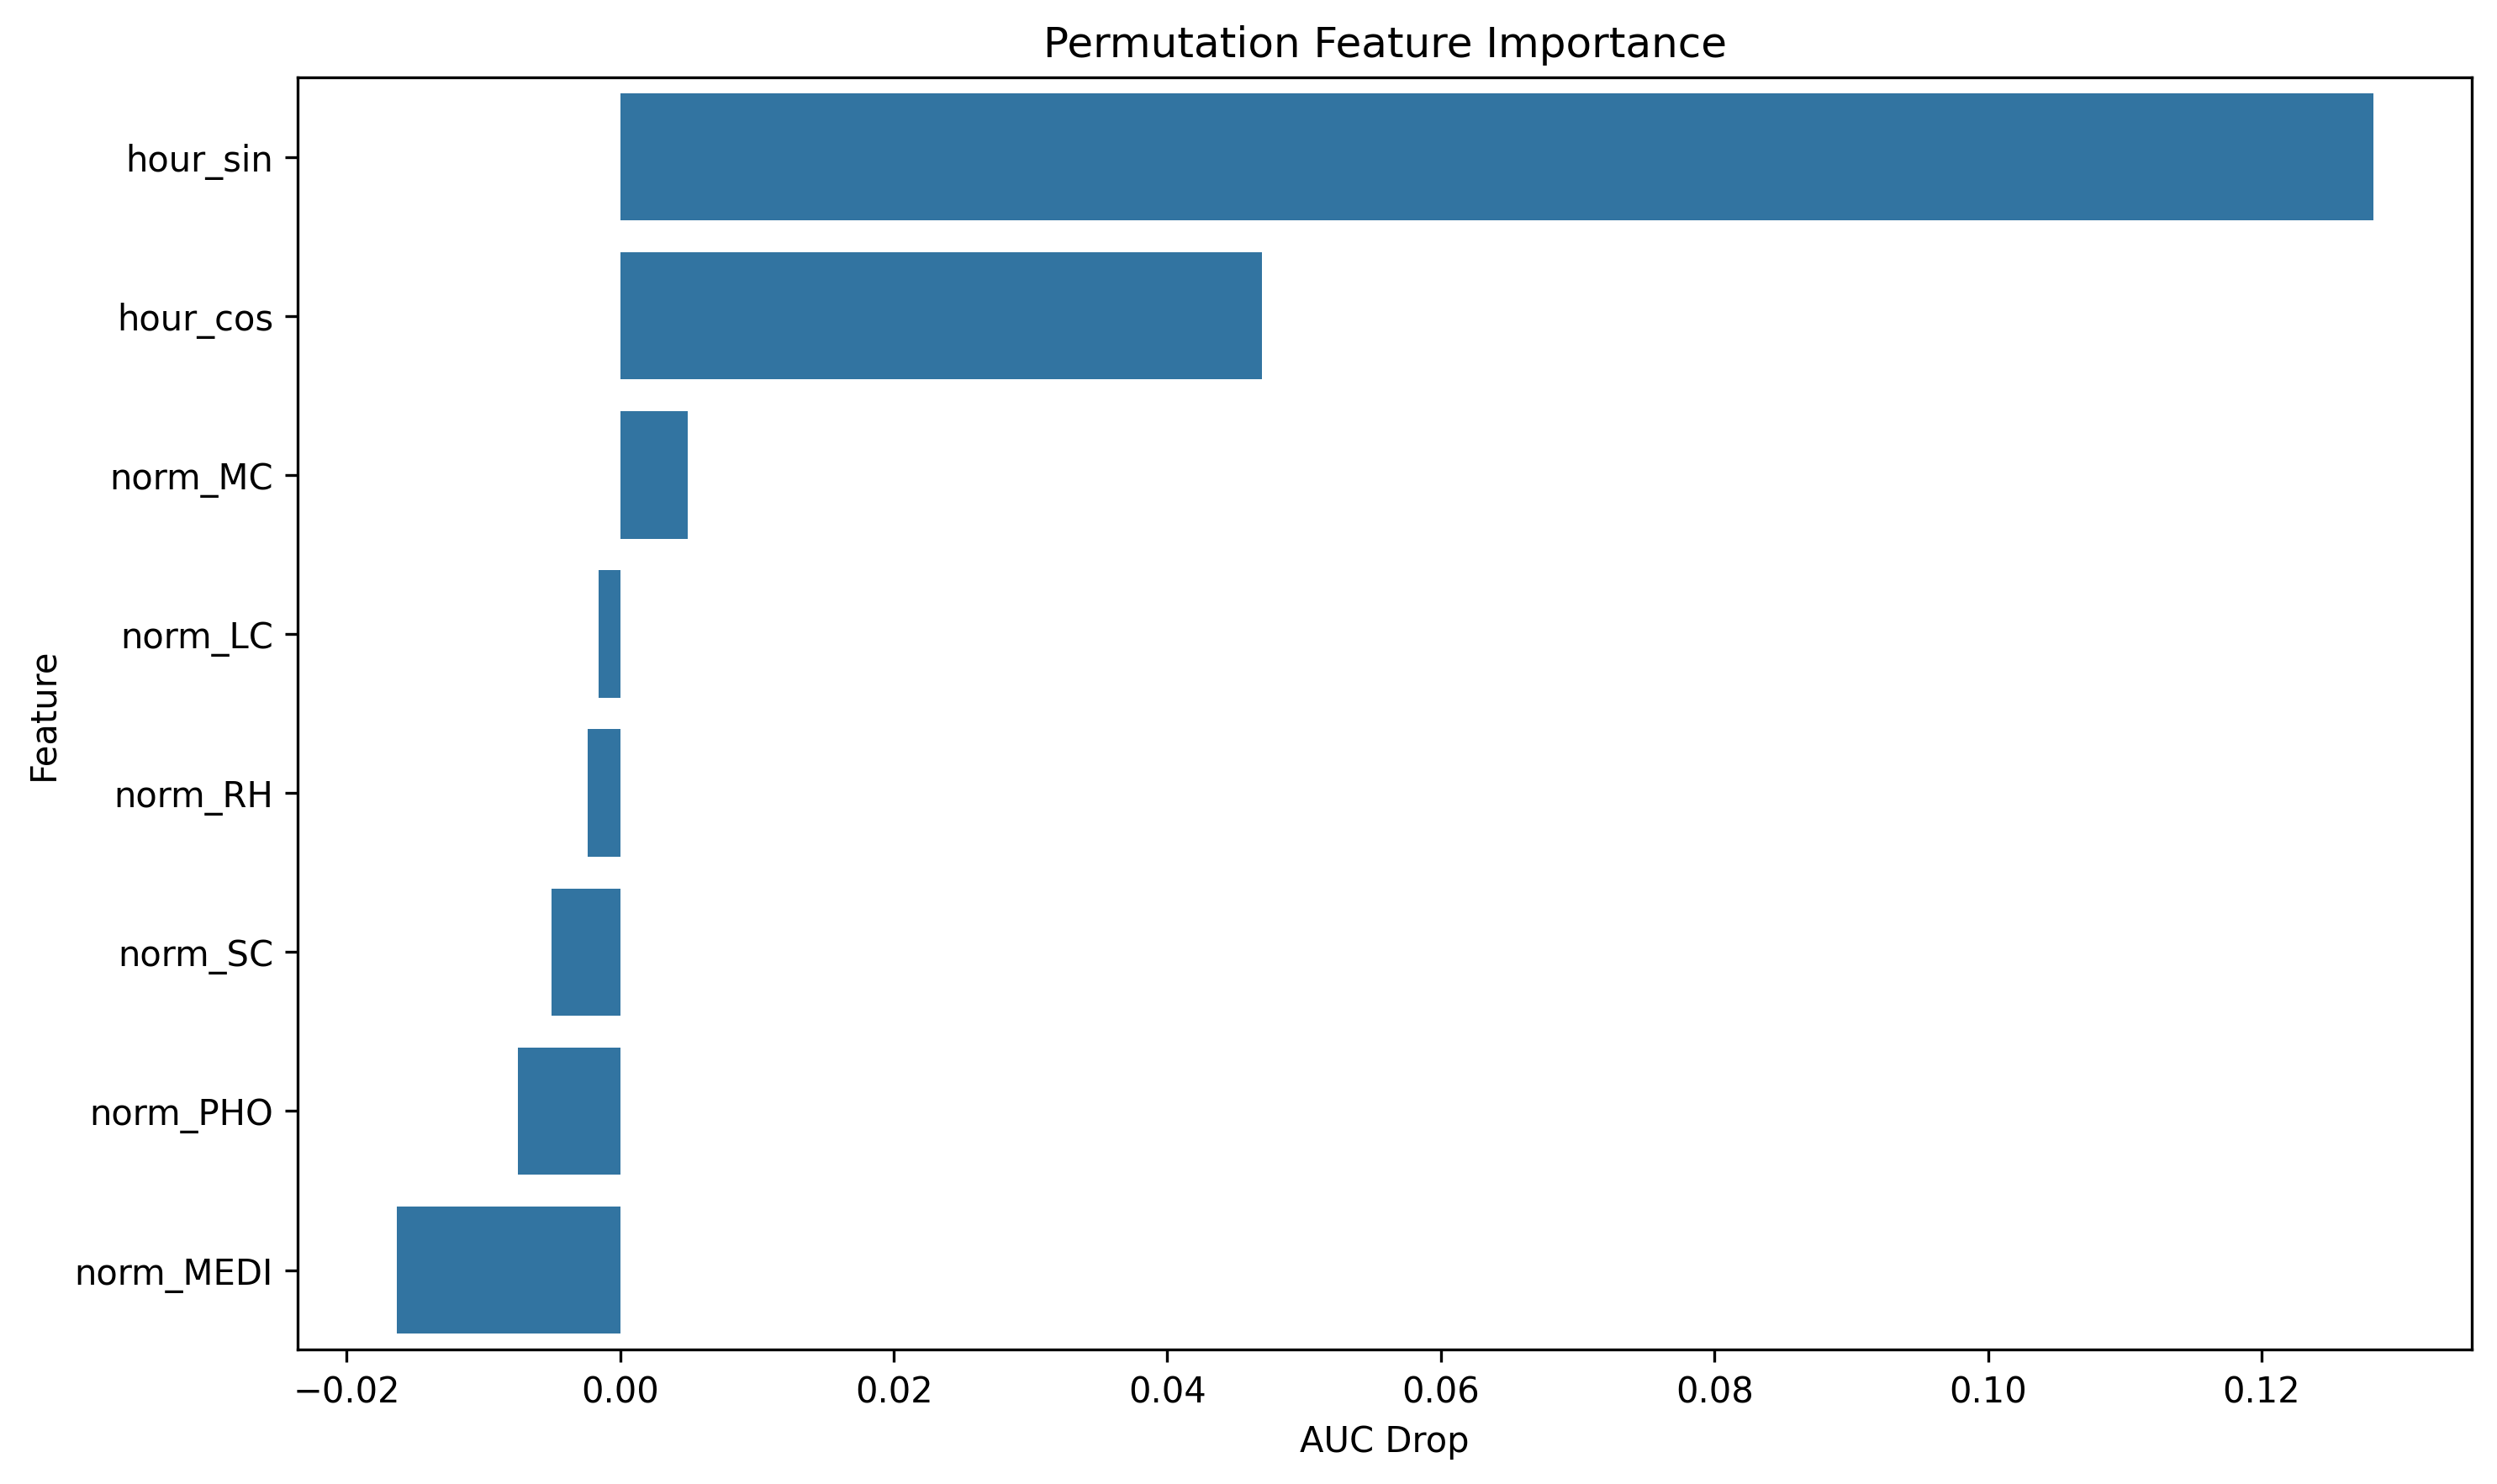 Permutation Feature Importance
hour_sin
hour_cos
norm_MC
norm_LC
norm_RH
norm_SC
norm_PHO
norm_MEDI
Feature
−0.02 0.00 0.02 0.04 0.06 0.08 0.10 0.12
AUC Drop